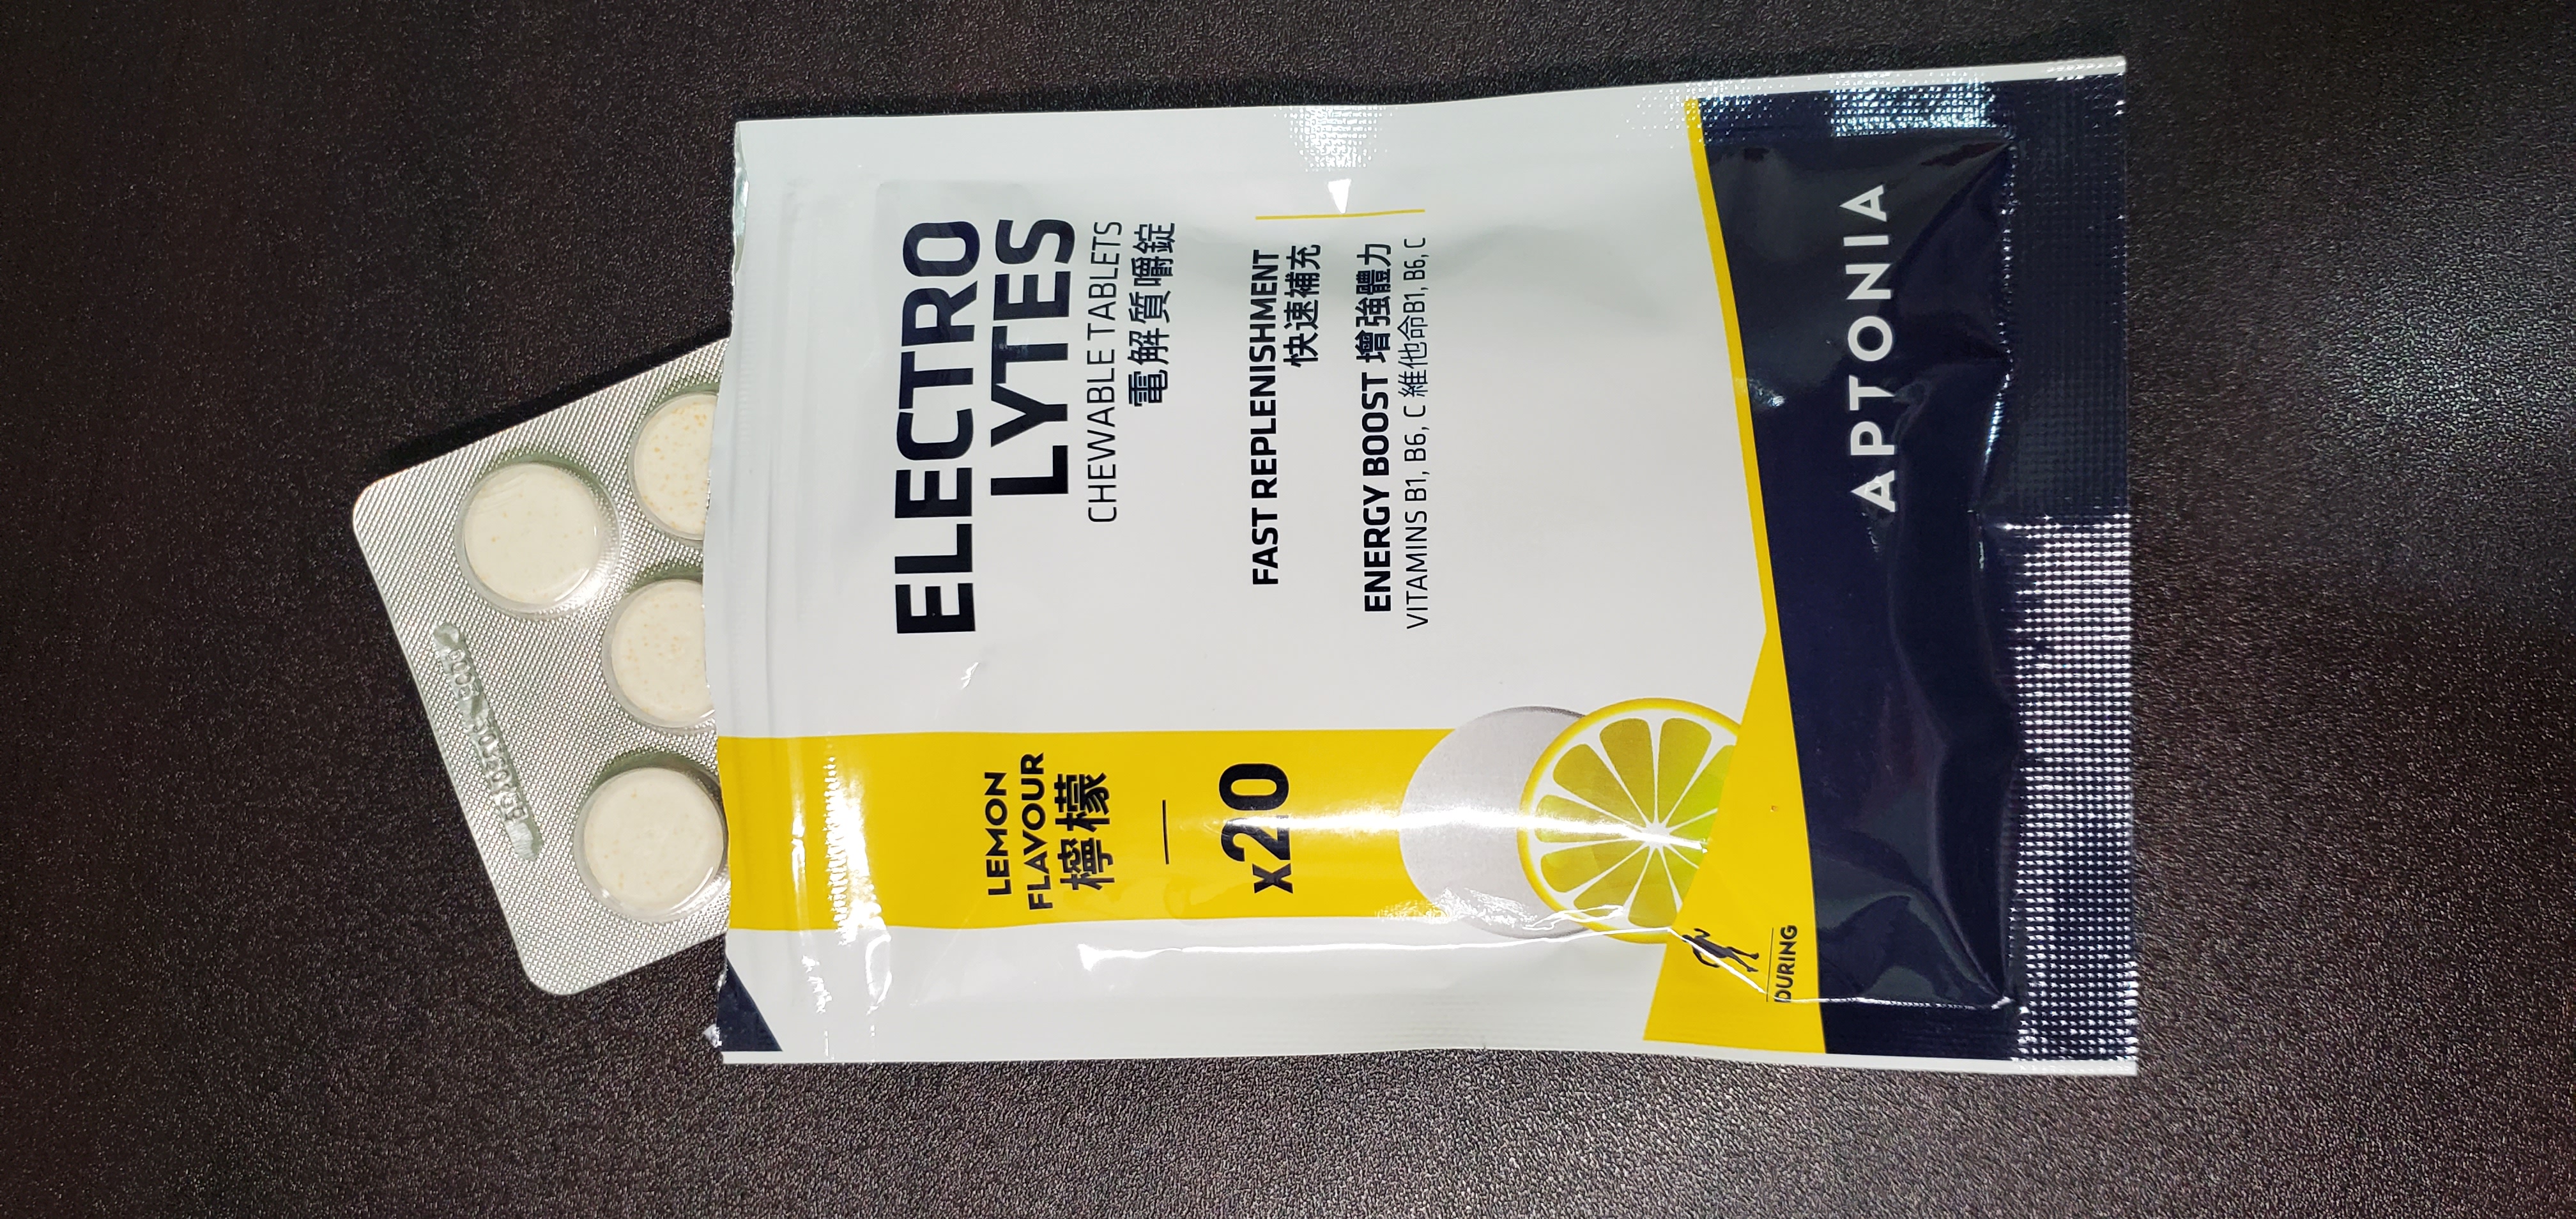 ELECTRO
LYTES
CHEWABLE TABLETS
電解質嚼錠
FAST REPLENISHMENT
快速補充
ENERGY BOOST 增強體力
VITAMINS B1, B6, C 維他命B1, B6, C
LEMON
FLAVOUR
檸檬
x20
DURING
APTONIA